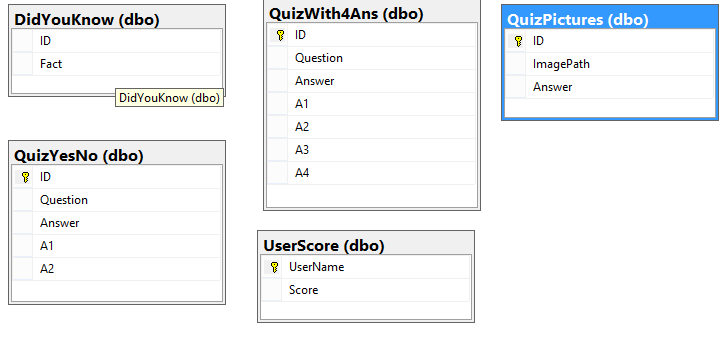 DidYouKnow (dbo)
ID
Fact
DidYouKnow (dbo)
QuizWith4Ans (dbo)
ID
Question
Answer
A1
A2
A3
A4
QuizPictures (dbo)
ID
ImagePath
Answer
QuizYesNo (dbo)
ID
Question
Answer
A1
A2
UserScore (dbo)
UserName
Score